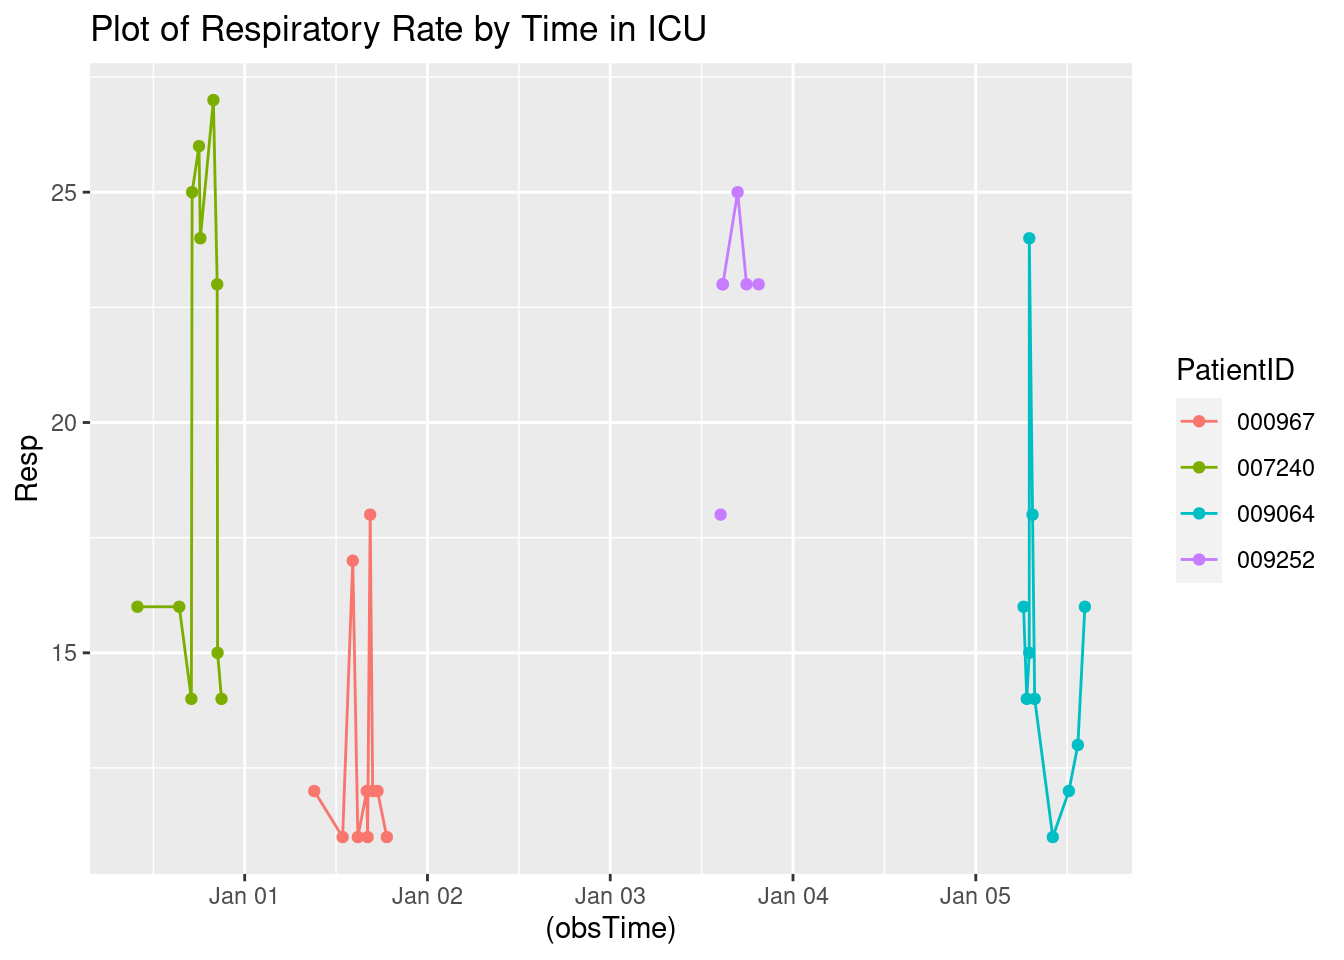 Plot of Respiratory Rate by Time in ICU
25
20
15
Resp
Jan 01 Jan 02 Jan 03 Jan 04 Jan 05
(obsTime)
PatientID
000967
007240
009064
009252